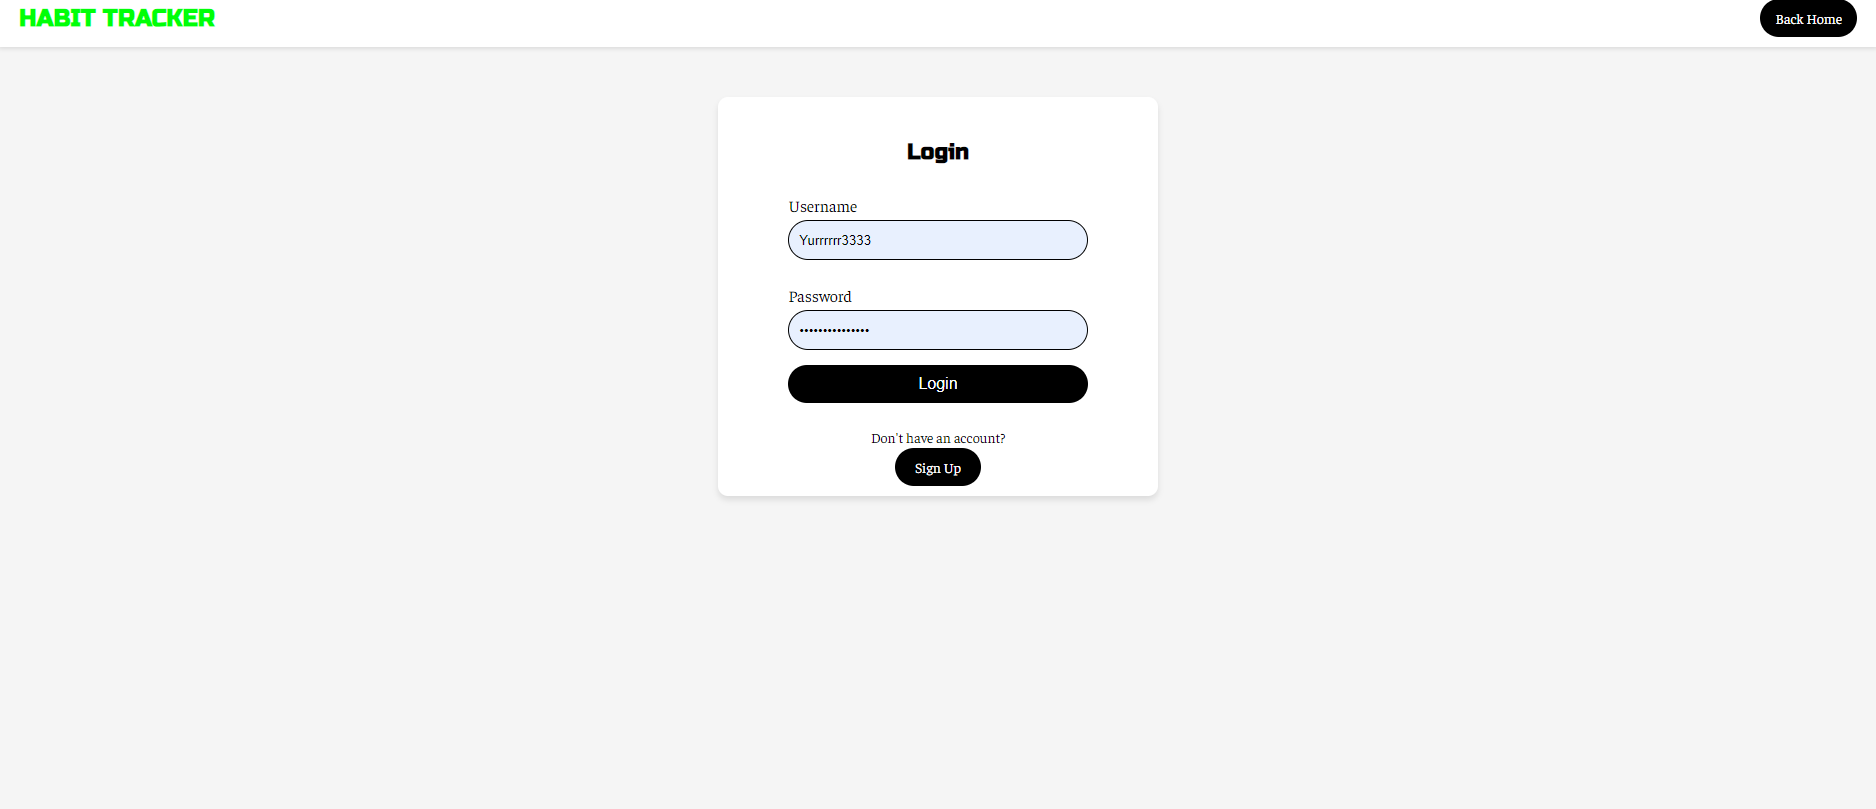 HABIT TRACKER
Back Home
Login
Username
Yurrrrrr3333
Password
•••••••••••••••
Login
Don't have an account?
Sign Up